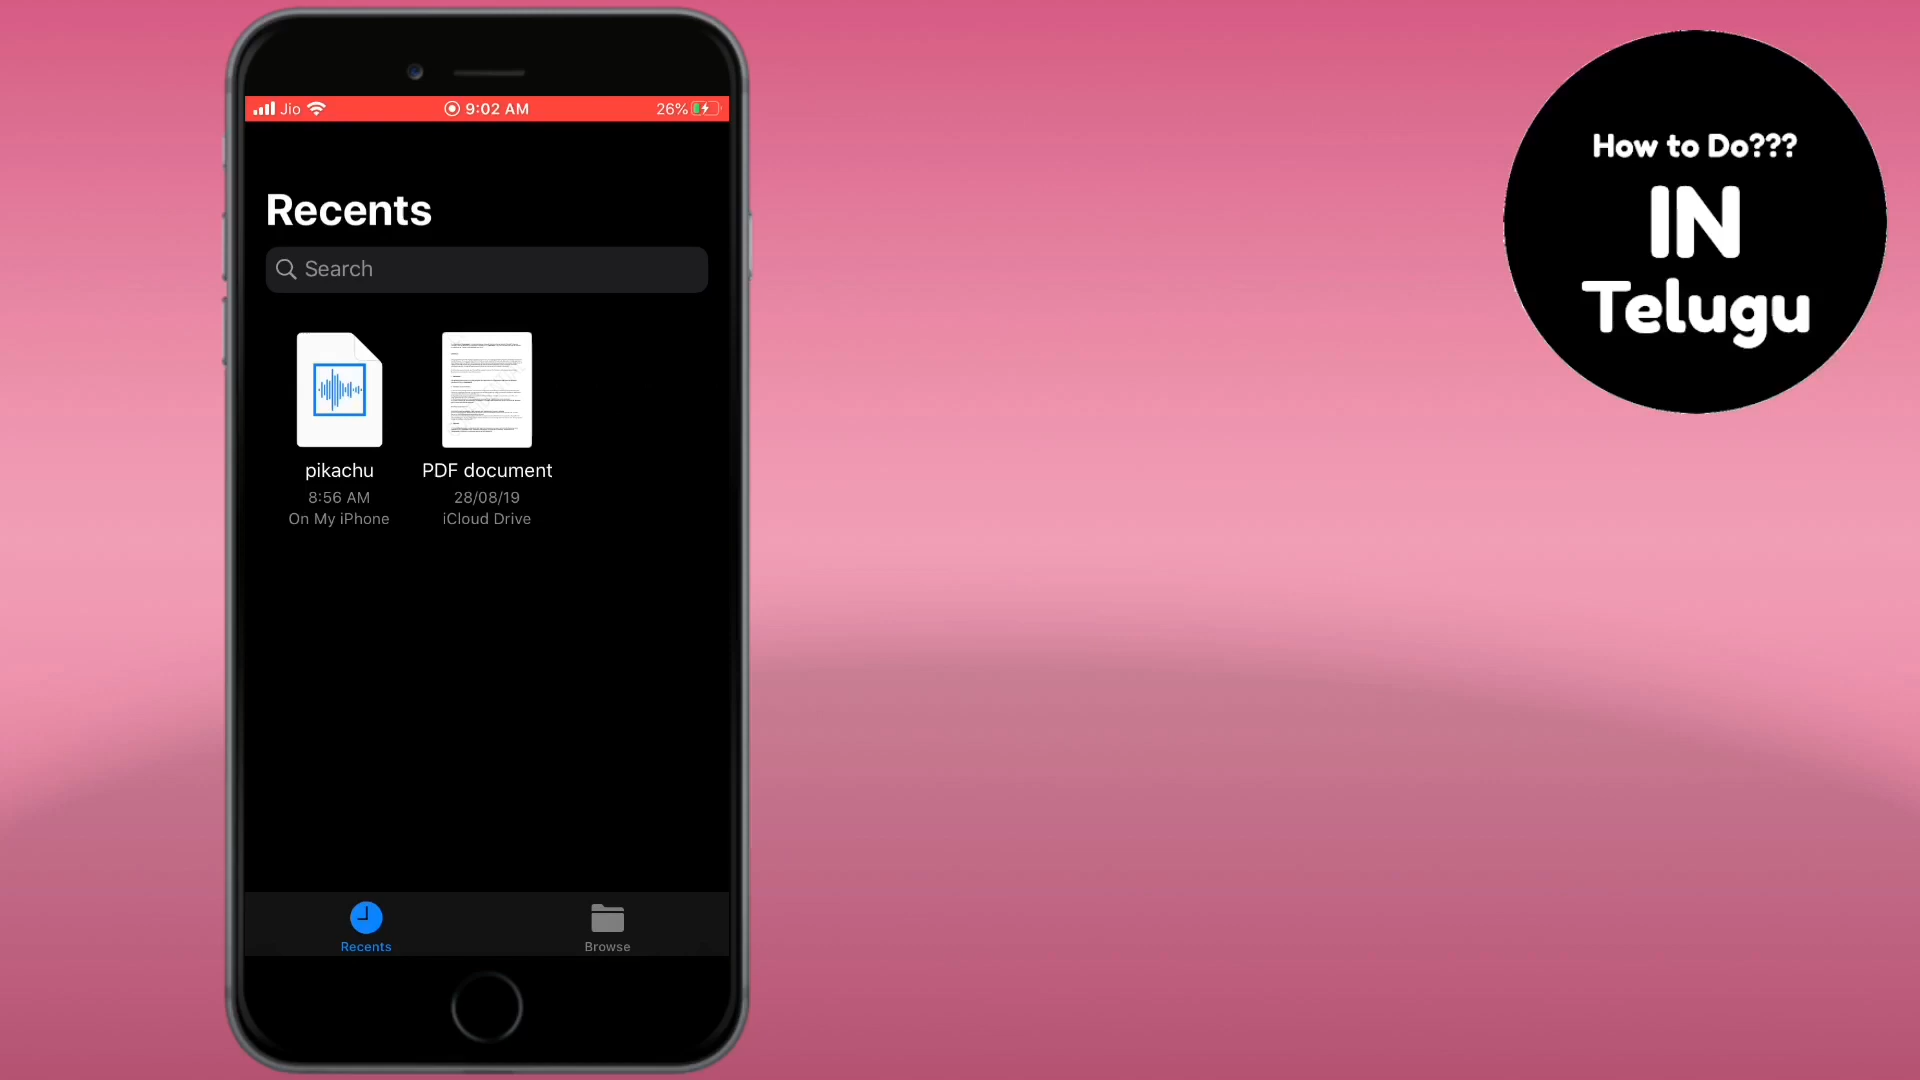 Jio
9:02 AM
26%
Recents
Search
pikachu
8:56 AM
On My iPhone
PDF document
28/08/19
iCloud Drive
Recents
Browse
How to Do???
IN
Telugu